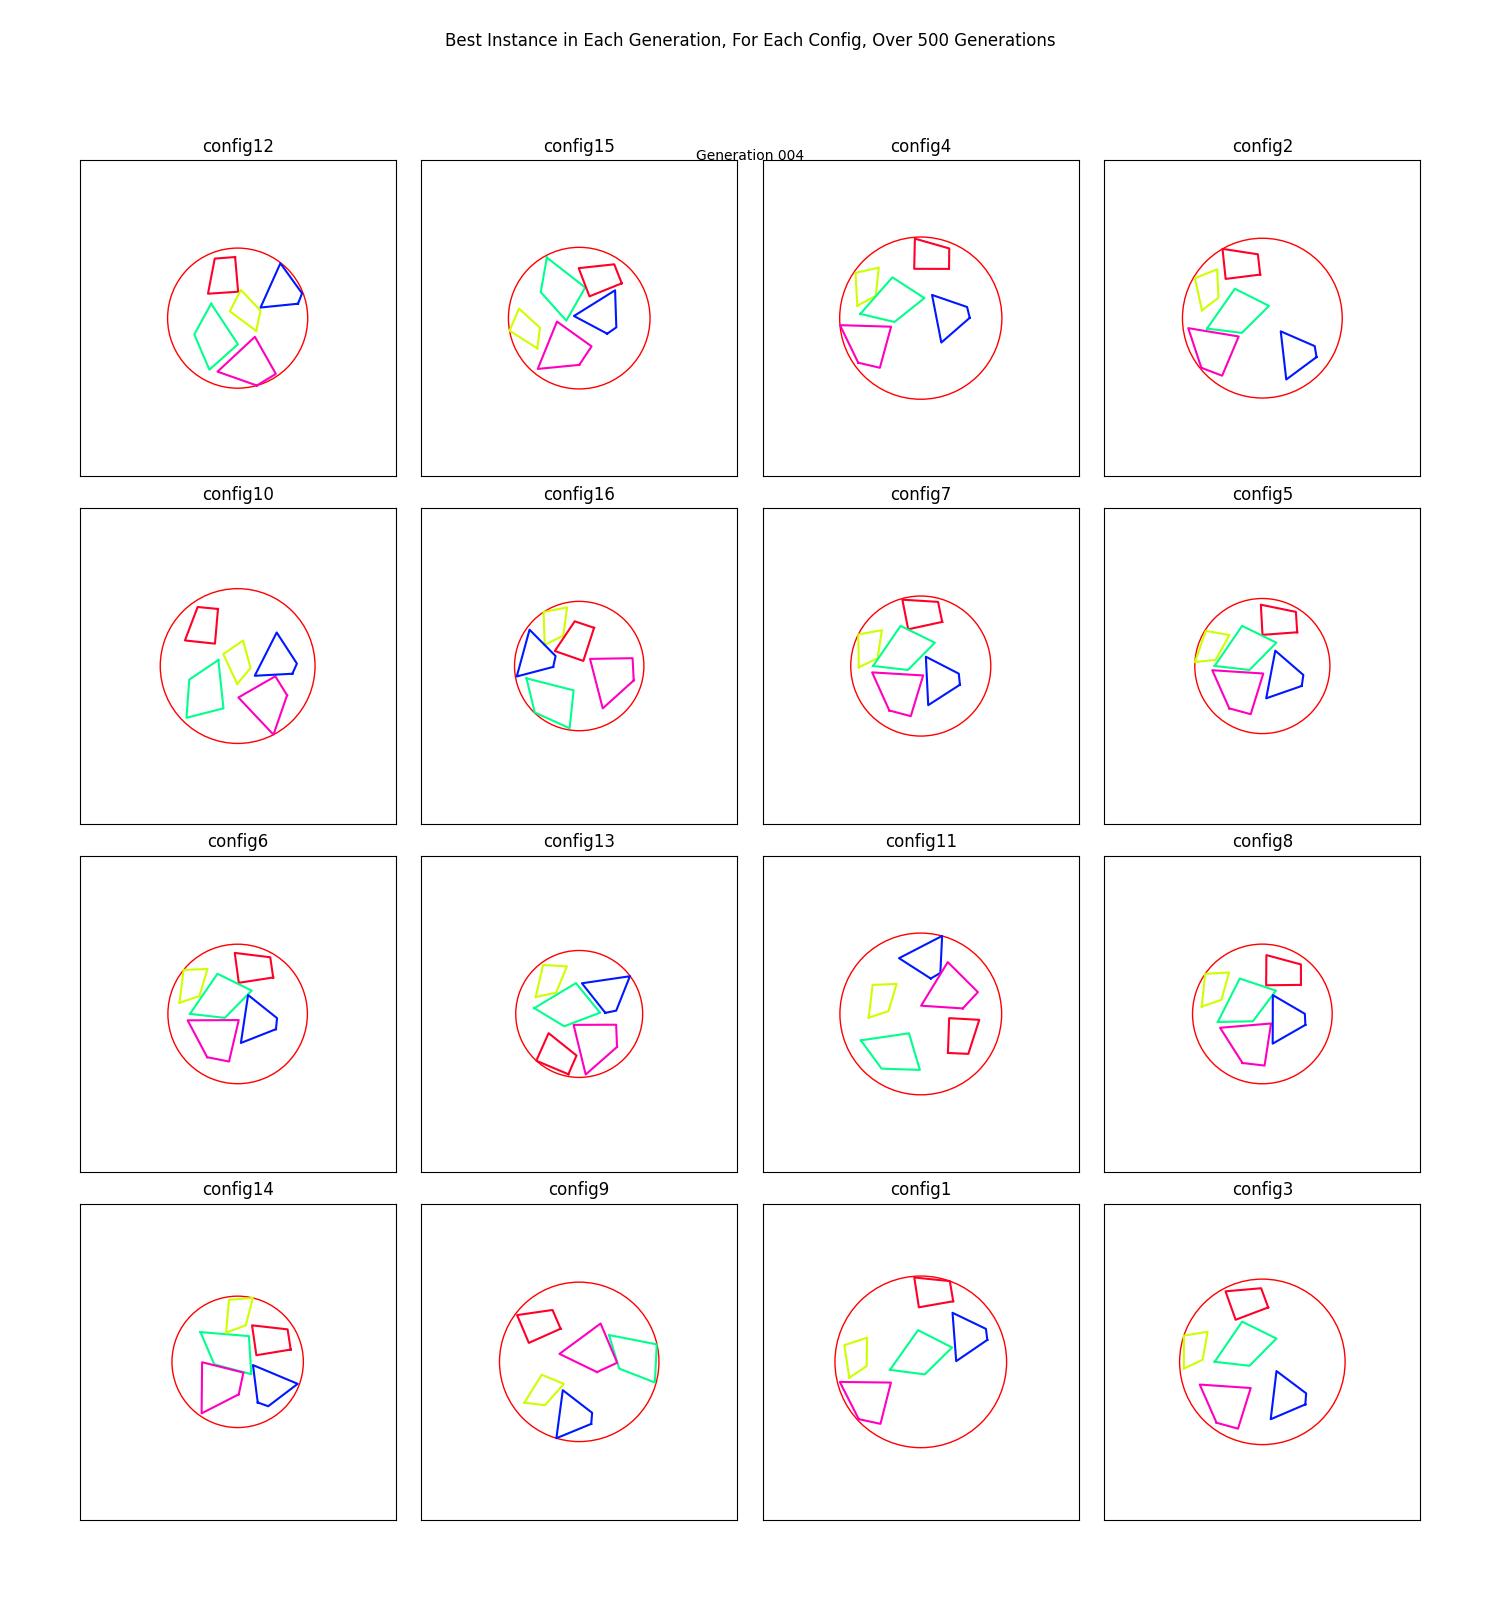 Best Instance in Each Generation, For Each Config, Over 500 Generations
config12
config15
config4
config2
Generation 004
config10
config16
config7
config5
config6
config13
config11
config8
config14
config9
config1
config3